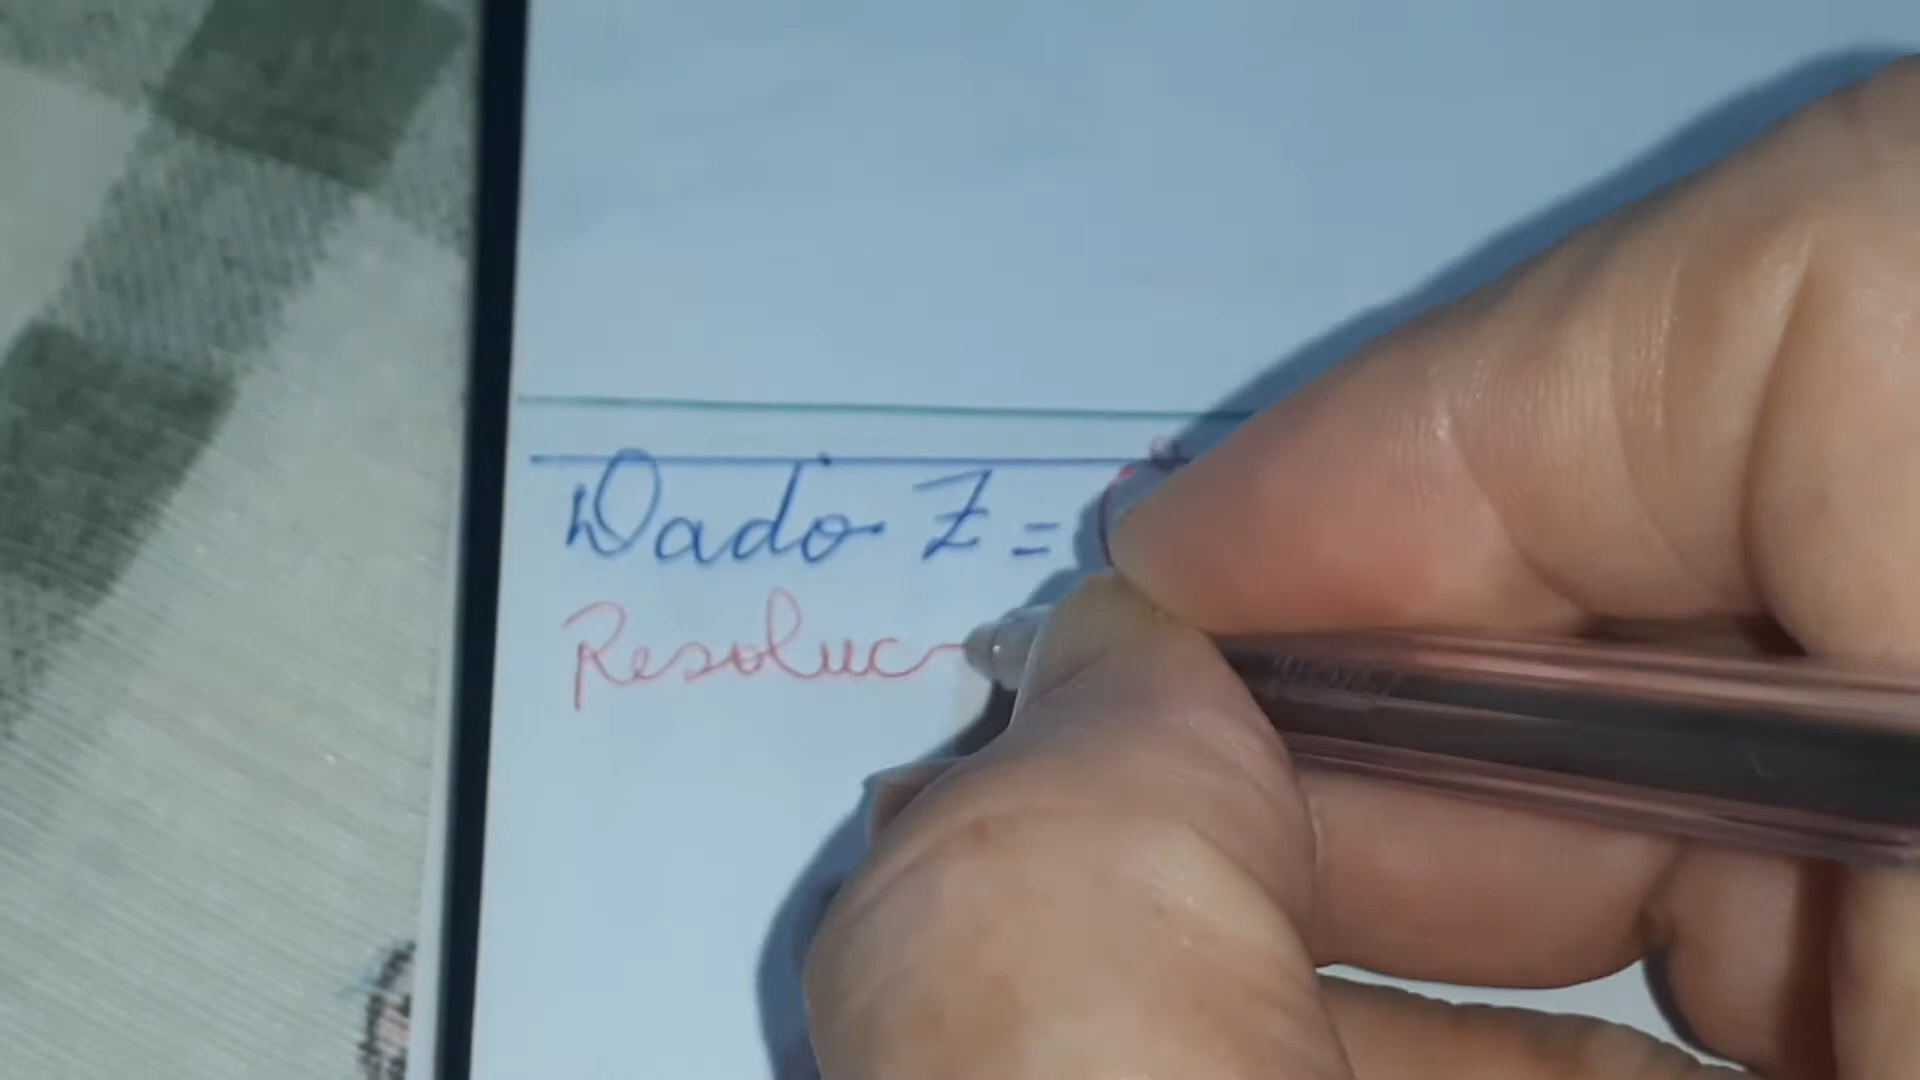 Dado Z =
Resoluc